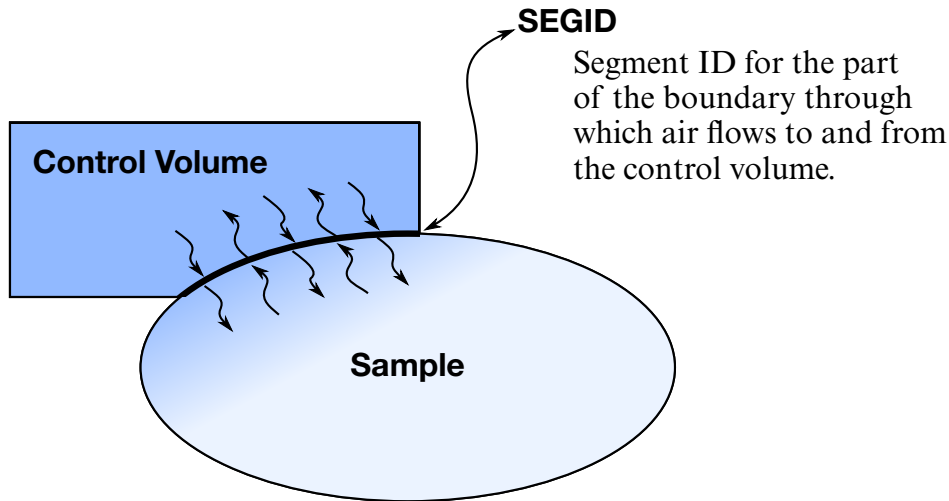 SEGID
Segment ID for the part
of the boundary through
which air flows to and from
the control volume.
Control Volume
Sample